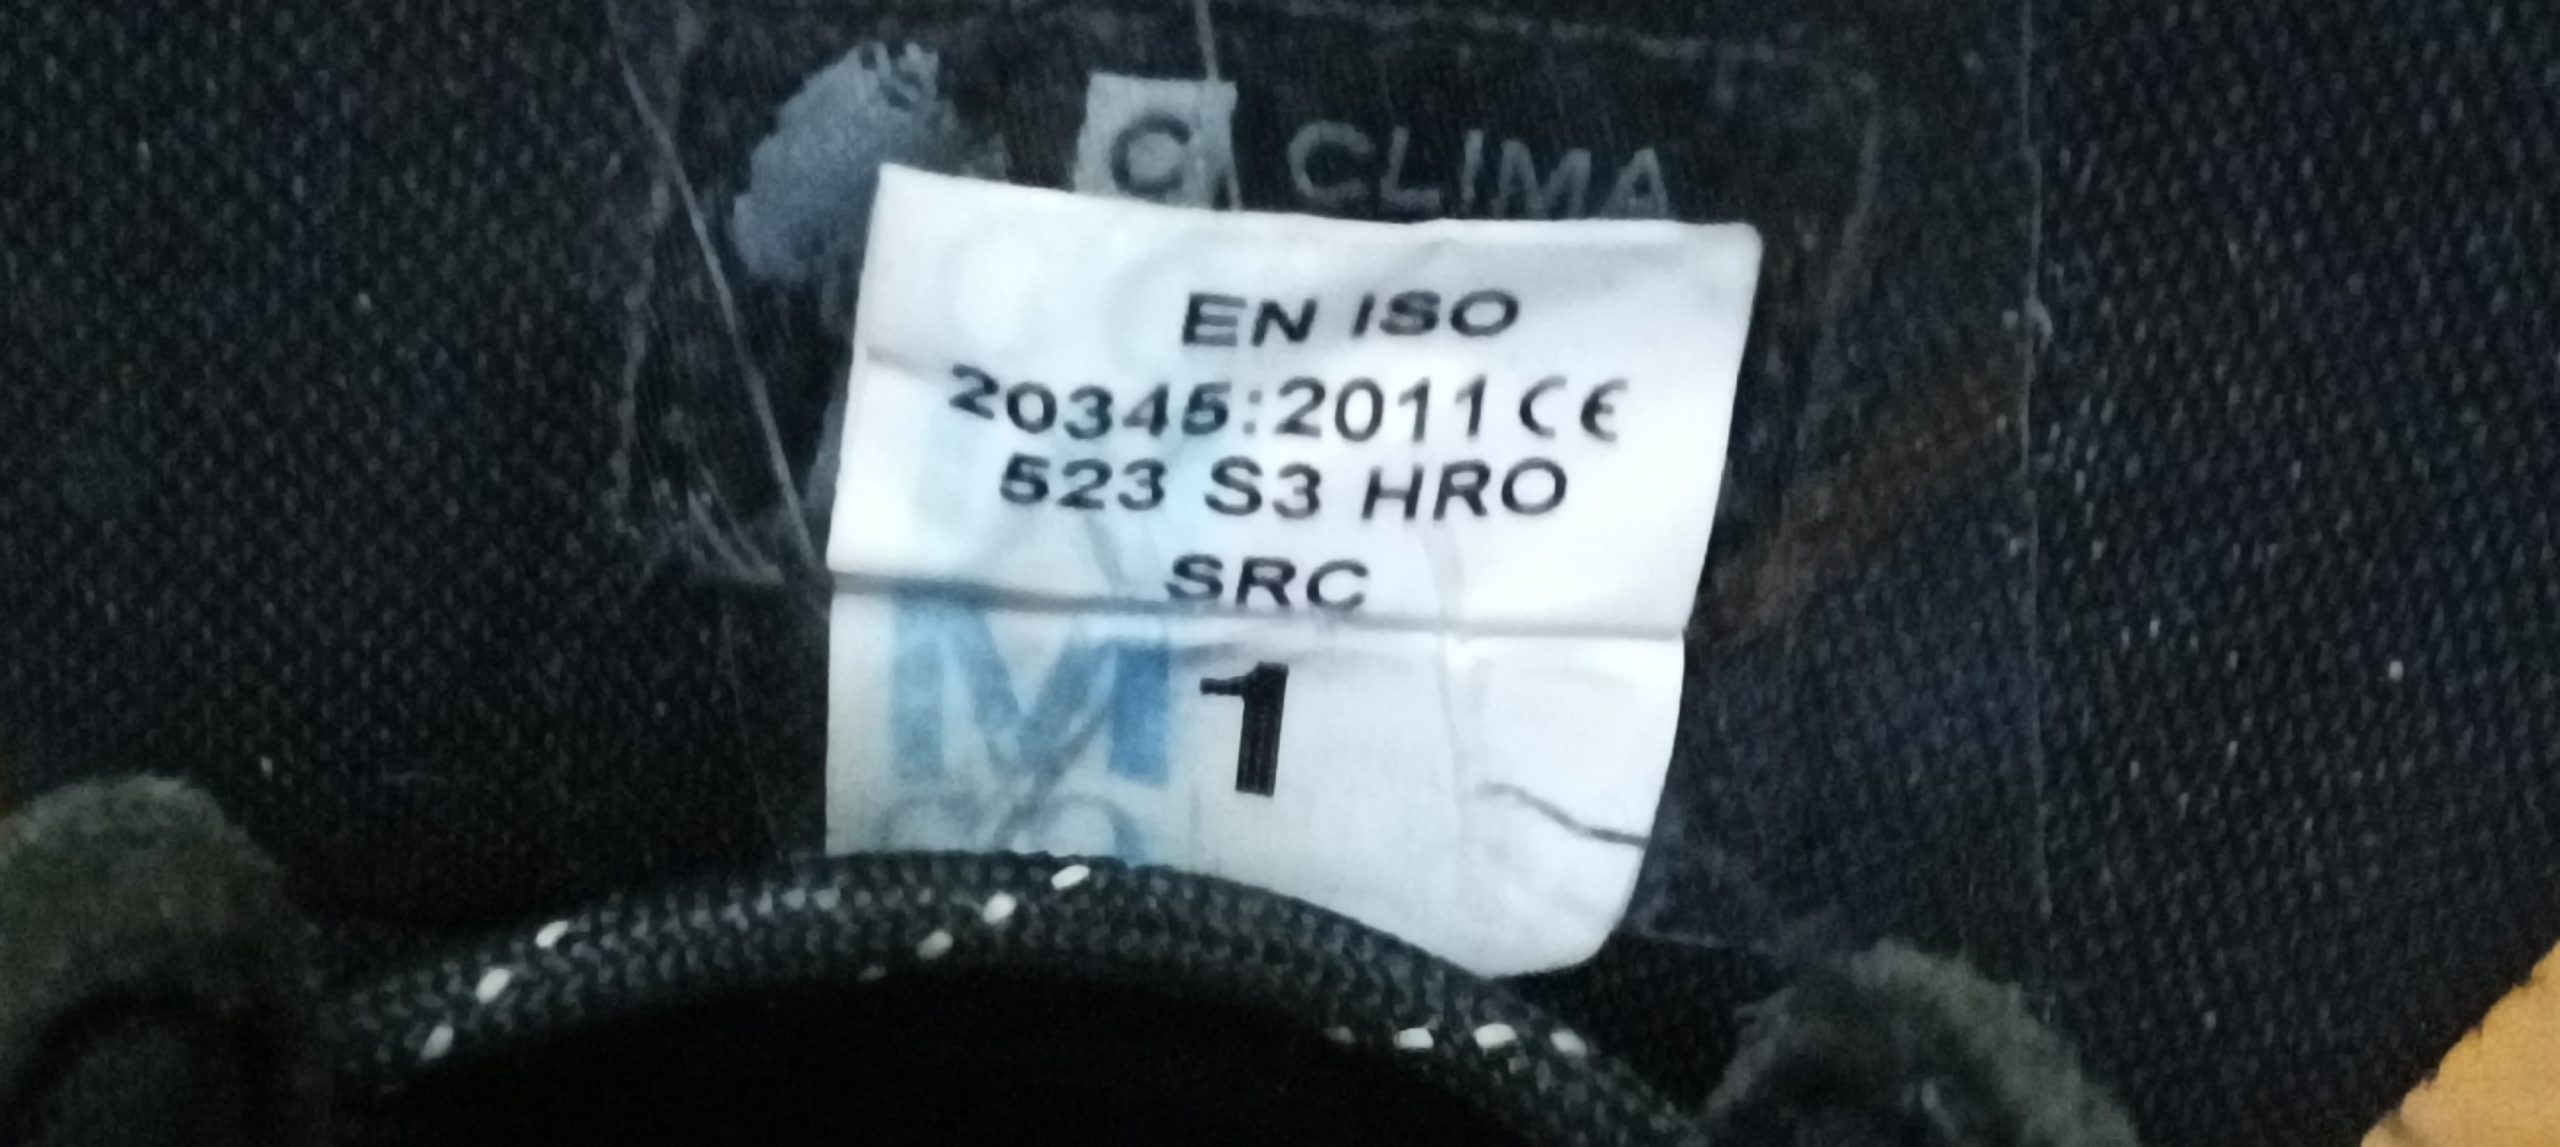 C CLIMA
EN ISO
20345:2011 CE
523 S3 HRO
SRC
M 1